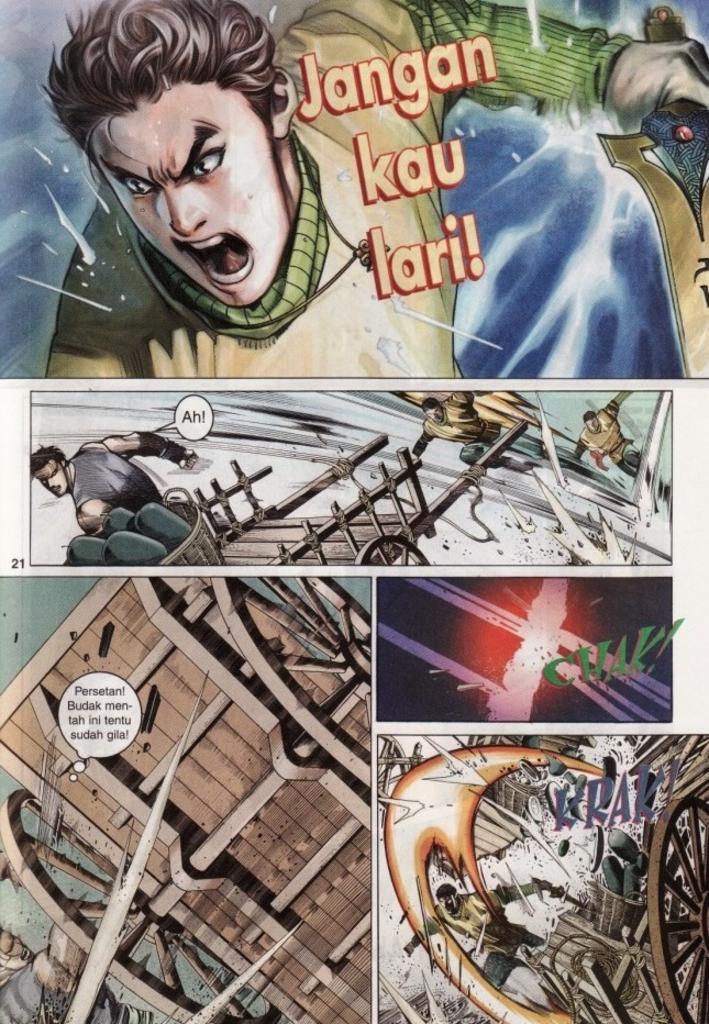 Jangan
kau
lari!
Ah!
21
Persetan!
Budak men-
tah ini tentu
sudah gila!
CHAK!
KRAK!